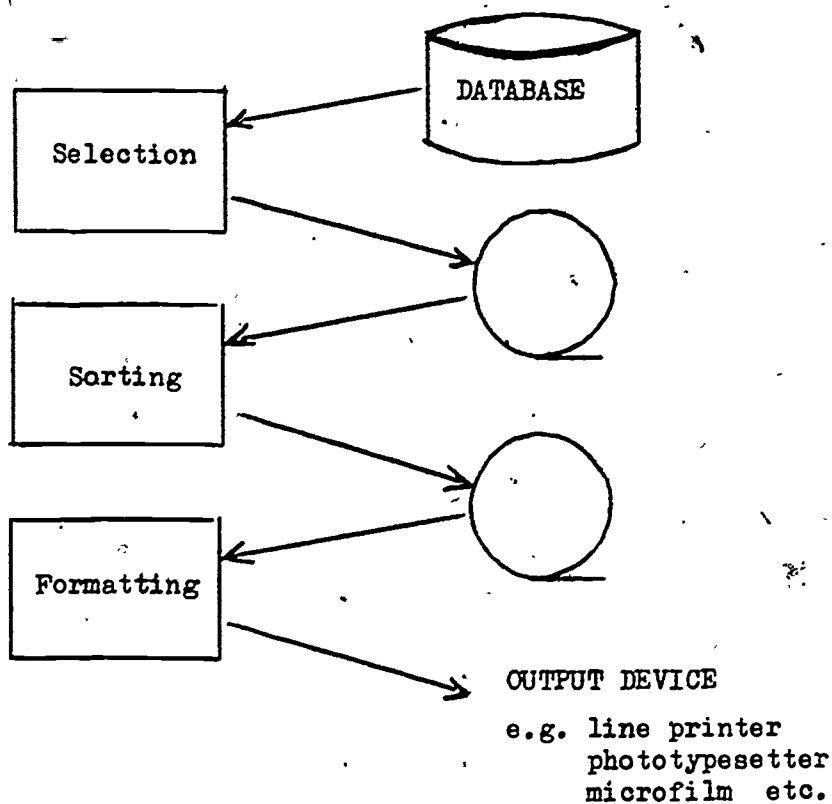 DATABASE
Selection
Sorting
Formatting
OUTPUT DEVICE
e.g. line printer
phototypesetter
microfilm etc.